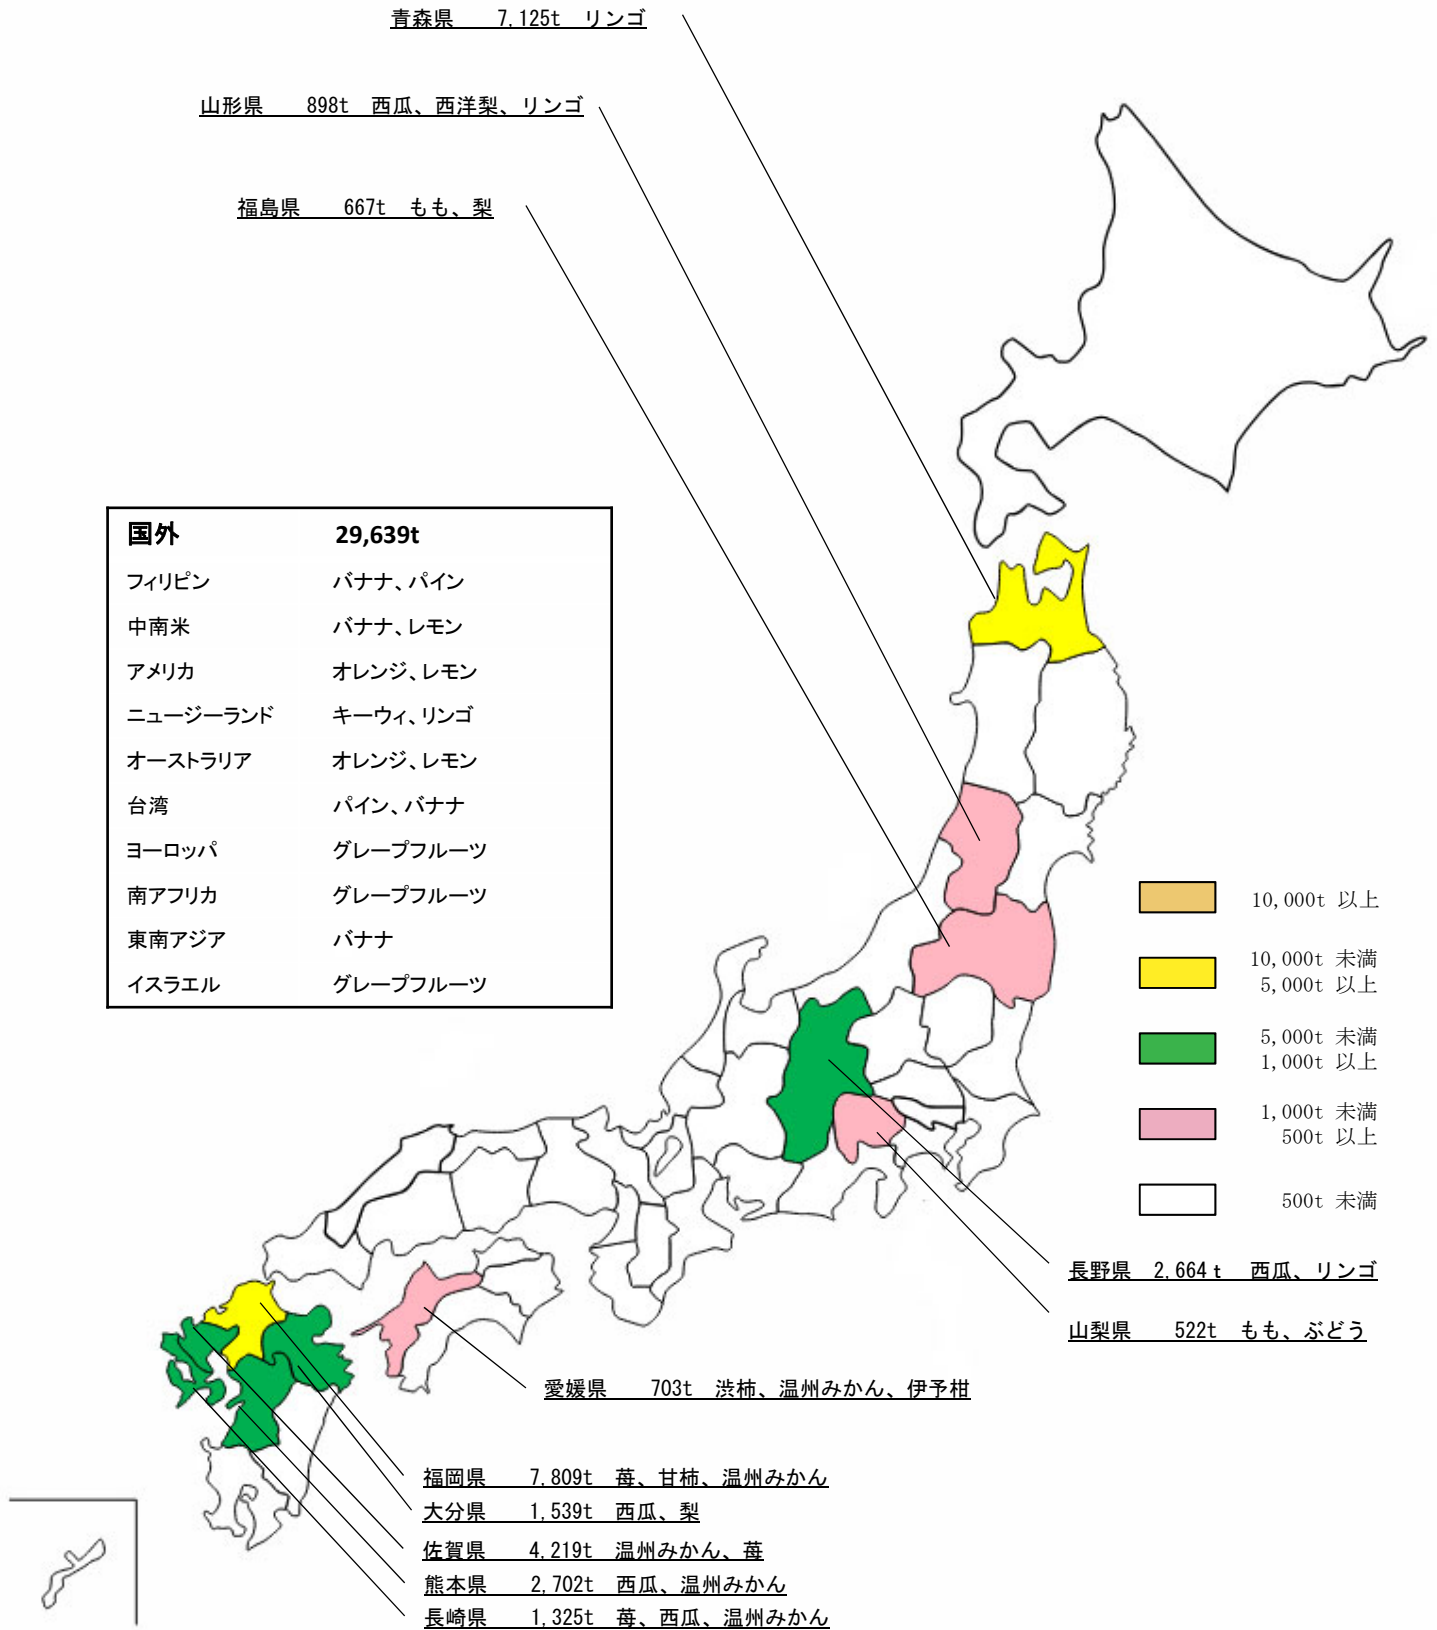 青森県 7,125t リンゴ
山形県 898t 西瓜、西洋梨、リンゴ
福島県 667t もも、梨
国外 29,639t
フィリピン バナナ、パイン
中南米 バナナ、レモン
アメリカ オレンジ、レモン
ニュージーランド キーウィ、リンゴ
オーストラリア オレンジ、レモン
台湾 パイン、バナナ
ヨーロッパ グレープフルーツ
南アフリカ グレープフルーツ
東南アジア バナナ
イスラエル グレープフルーツ
10,000t 以上
10,000t 未満
5,000t 以上
5,000t 未満
1,000t 以上
1,000t 未満
500t 以上
500t 未満
長野県 2,664t 西瓜、リンゴ
山梨県 522t もも、ぶどう
愛媛県 703t 渋柿、温州みかん、伊予柑
福岡県 7,809t 苺、甘柿、温州みかん
大分県 1,539t 西瓜、梨
佐賀県 4,219t 温州みかん、苺
熊本県 2,702t 西瓜、温州みかん
長崎県 1,325t 苺、西瓜、温州みかん